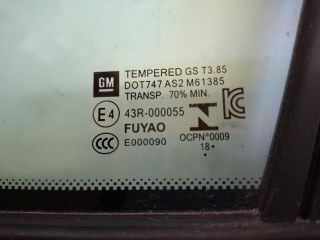 GM
TEMPERED GS T3.85
DOT747 AS2 M61385
TRANSP. 70% MIN.
E4 43R-000055
FUYAO
CCC E000090
N
KC
OCPN°0009
18•